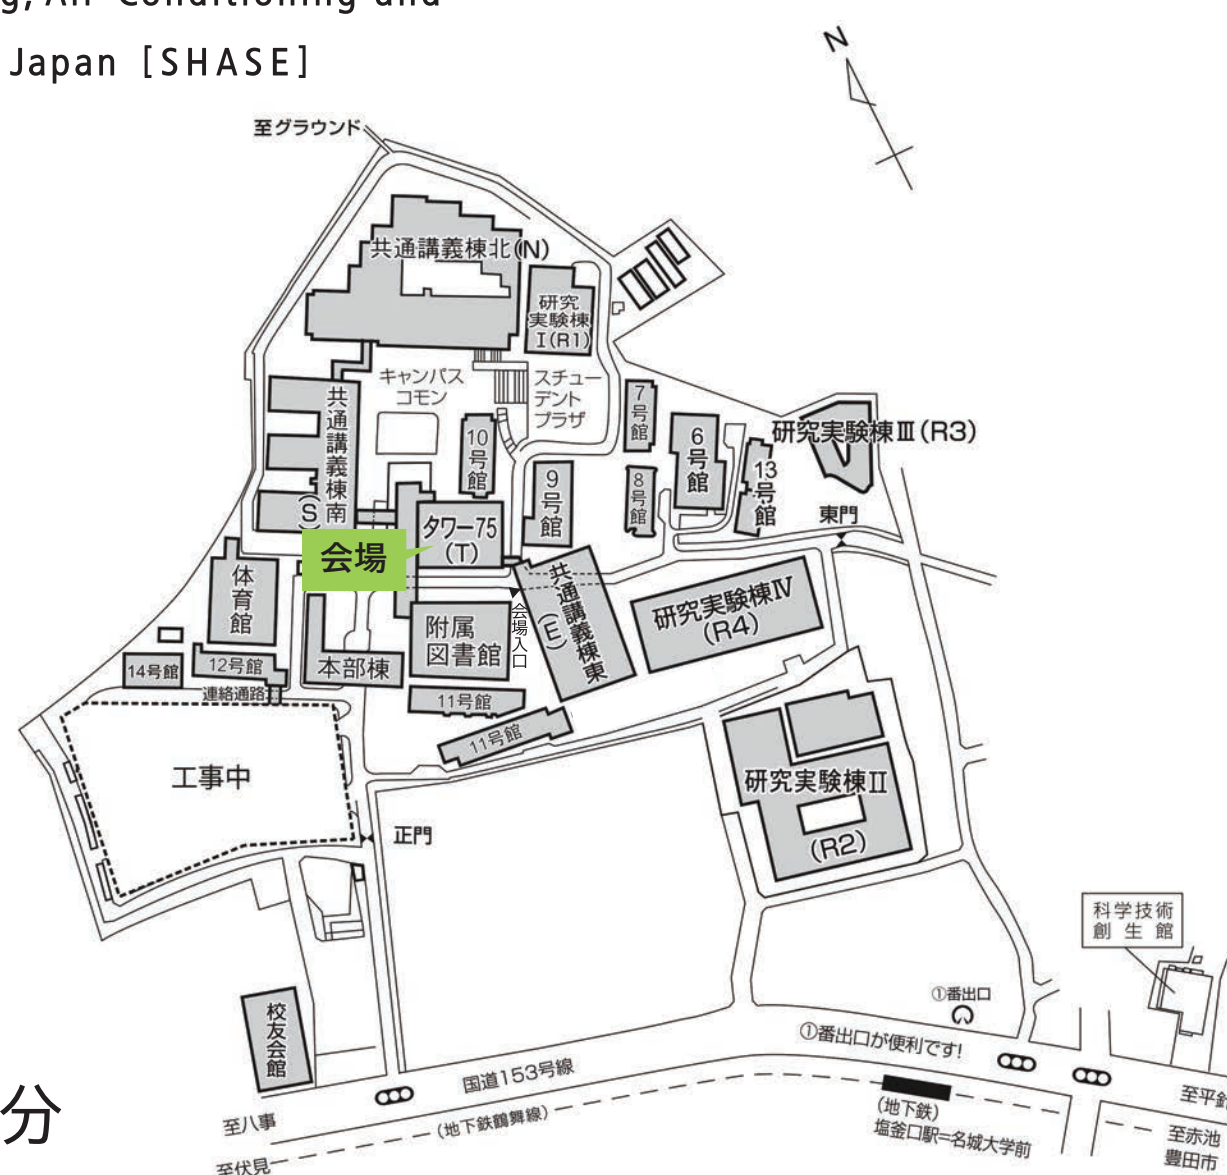 g, Air-Conditioning and
Japan [SHASE]
N
至グラウンド
共通講義棟北(N)
研究
実験棟
I(R1)
キャンパス
コモン
スチュー
デント
プラザ
共通講義棟南
(S)
10号館
7号館
6号館
研究実験棟Ⅲ(R3)
9号館
8号館
13号館
東門
タワー75
(T)
会場
体育館
共通講義棟東
(E)
研究実験棟Ⅳ
(R4)
会場入口
附属
図書館
本部棟
14号館
12号館
連絡通路
11号館
11号館
工事中
研究実験棟Ⅱ
(R2)
正門
科学技術
創生館
①番出口
校友会館
①番出口が便利です!
国道153号線
至八事
(地下鉄鶴舞線)
至伏見
(地下鉄)
塩釜口駅=名城大学前
至平針
至赤池
豊田市
分